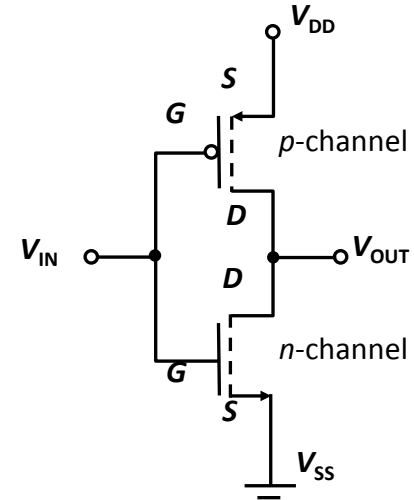 VDD
S
G
p-channel
D
VIN
VOUT
D
n-channel
G
S
VSS